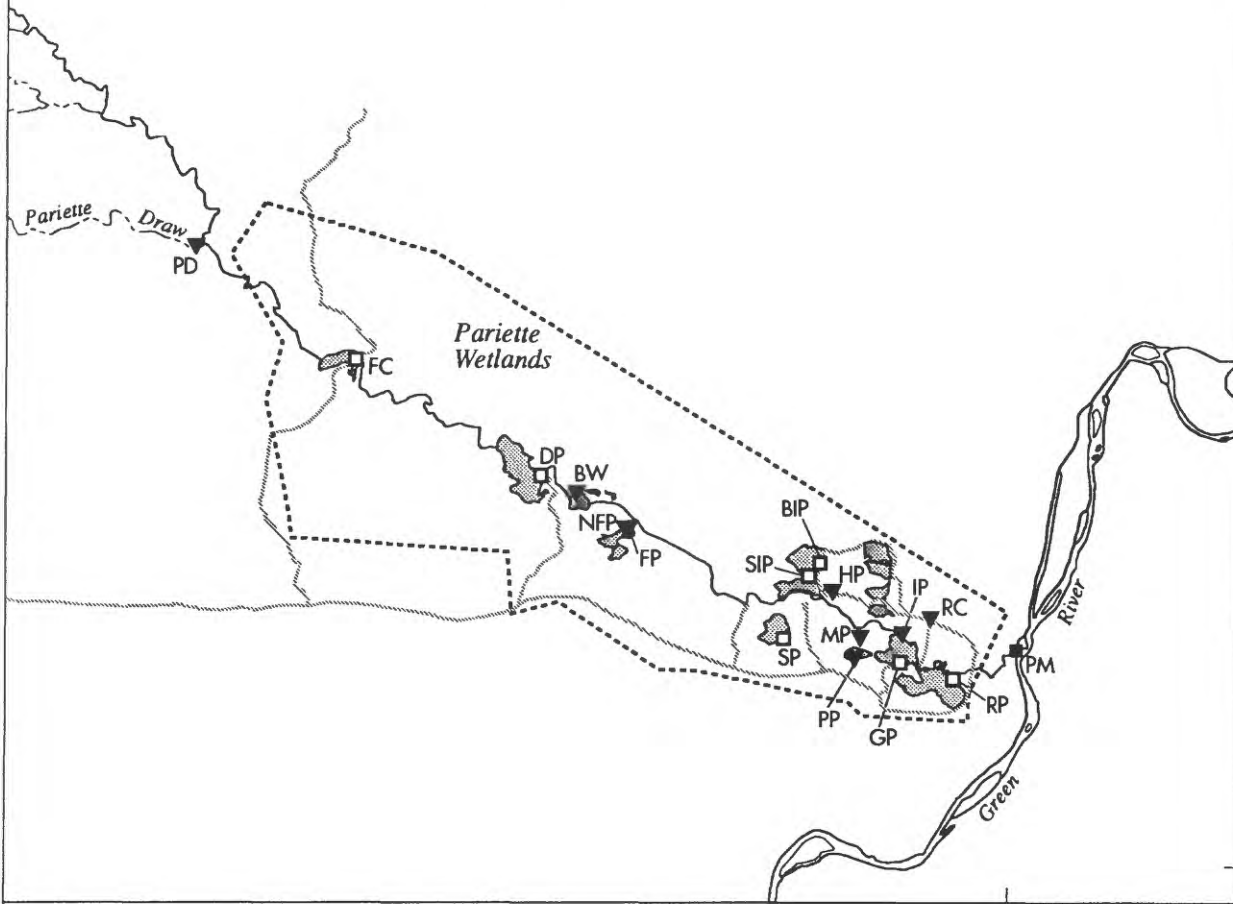 Pariette
Draw
PD
Pariette
Wetlands
FC
DP
BW
BIP
NFP
FP
SIP
HP
IP
RC
River
MP
SP
PM
RP
PP
GP
Green